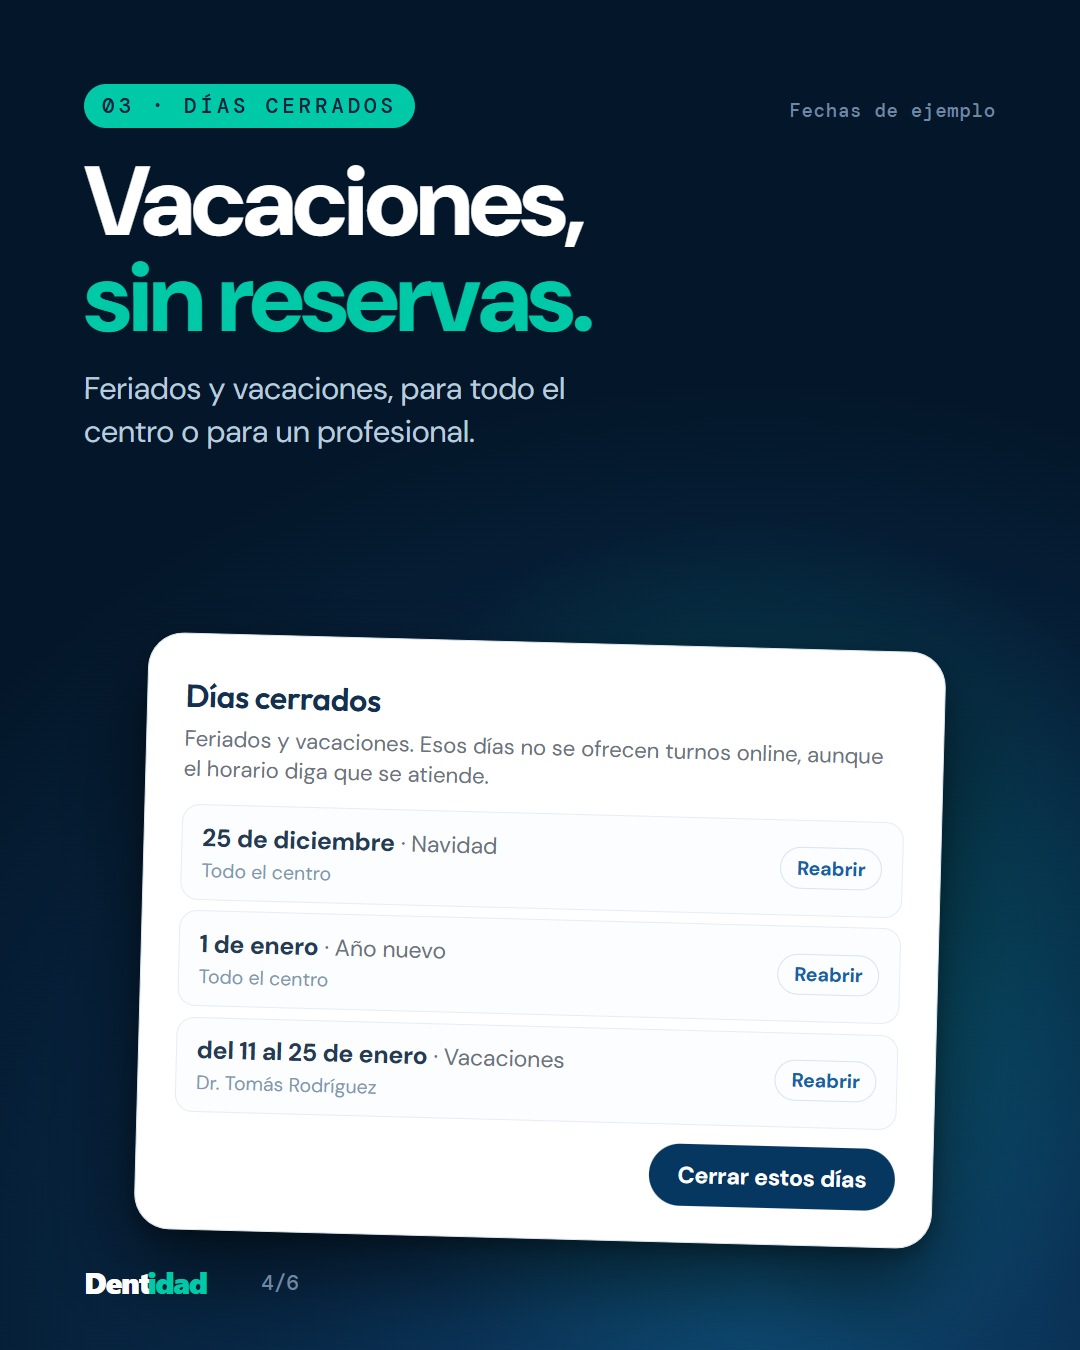 03 · DÍAS CERRADOS
Fechas de ejemplo
Vacaciones,
sin reservas.
Feriados y vacaciones, para todo el
centro o para un profesional.
Días cerrados
Feriados y vacaciones. Esos días no se ofrecen turnos online, aunque
el horario diga que se atiende.
25 de diciembre · Navidad
Todo el centro
Reabrir
1 de enero · Año nuevo
Todo el centro
Reabrir
del 11 al 25 de enero · Vacaciones
Dr. Tomás Rodríguez
Reabrir
Cerrar estos días
Dentidad
4/6